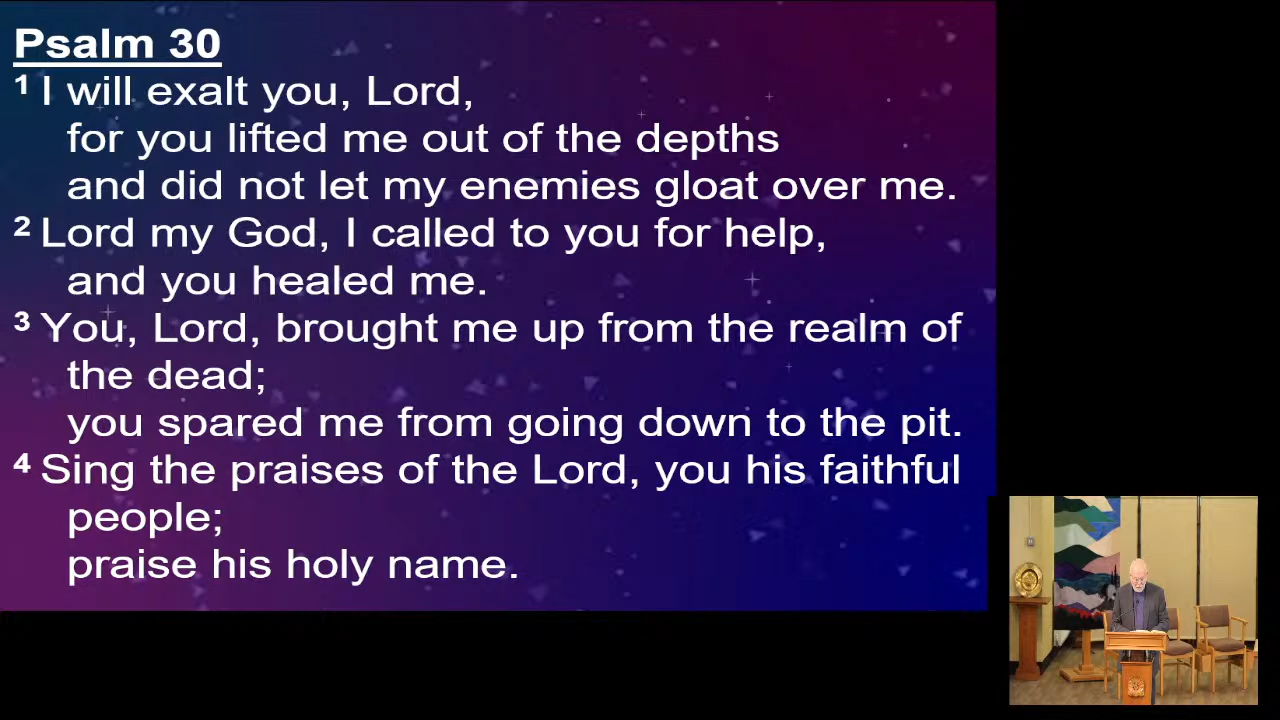 Psalm 30
¹ I will exalt you, Lord,
for you lifted me out of the depths
and did not let my enemies gloat over me.
² Lord my God, I called to you for help,
and you healed me.
³ You, Lord, brought me up from the realm of
the dead;
you spared me from going down to the pit.
⁴ Sing the praises of the Lord, you his faithful
people;
praise his holy name.